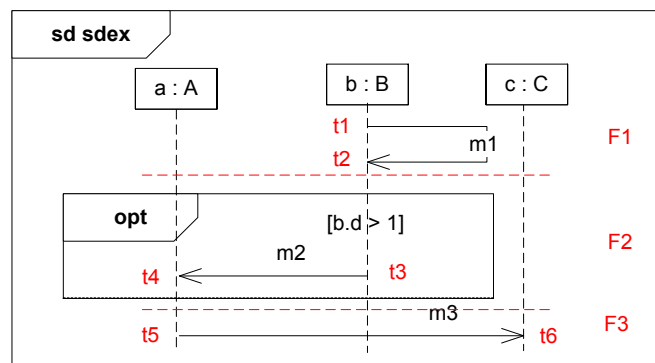 sd sdex
a : A
b : B
c : C
t1
m1
F1
t2
opt
[b.d > 1]
F2
m2
t4
t3
m3
F3
t5
t6